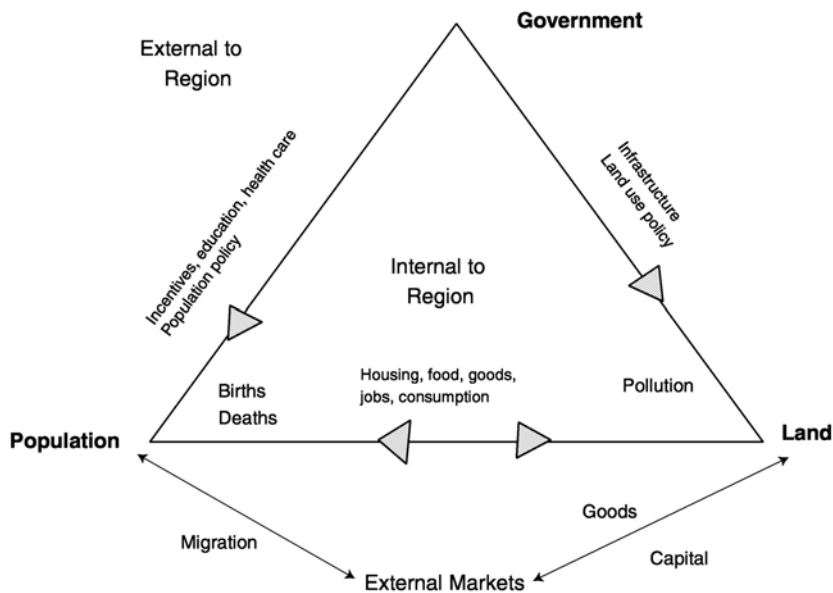 Government
External to
Region
Incentives, education, health care
Population policy
Infrastructure
Land use policy
Internal to
Region
Housing, food, goods,
jobs, consumption
Births
Deaths
Pollution
Population
Land
Migration
Goods
Capital
External Markets